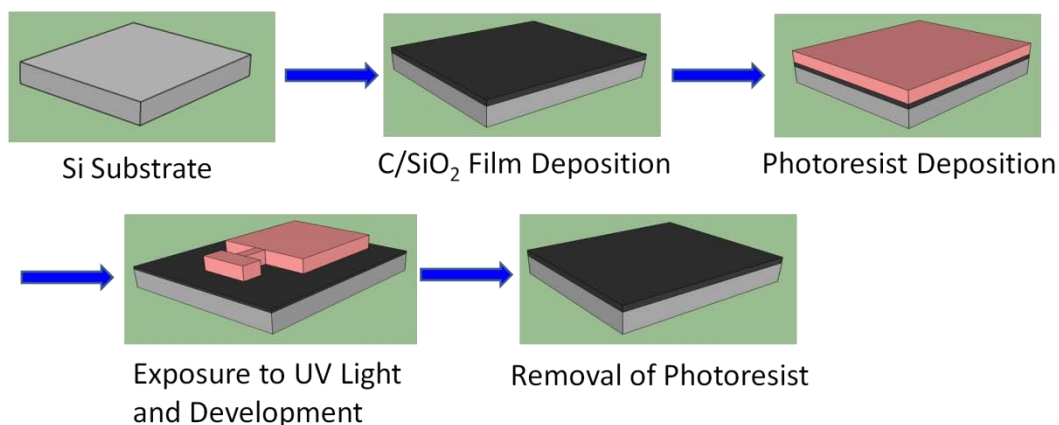 Si Substrate
C/SiO₂ Film Deposition
Photoresist Deposition
Exposure to UV Light
and Development
Removal of Photoresist